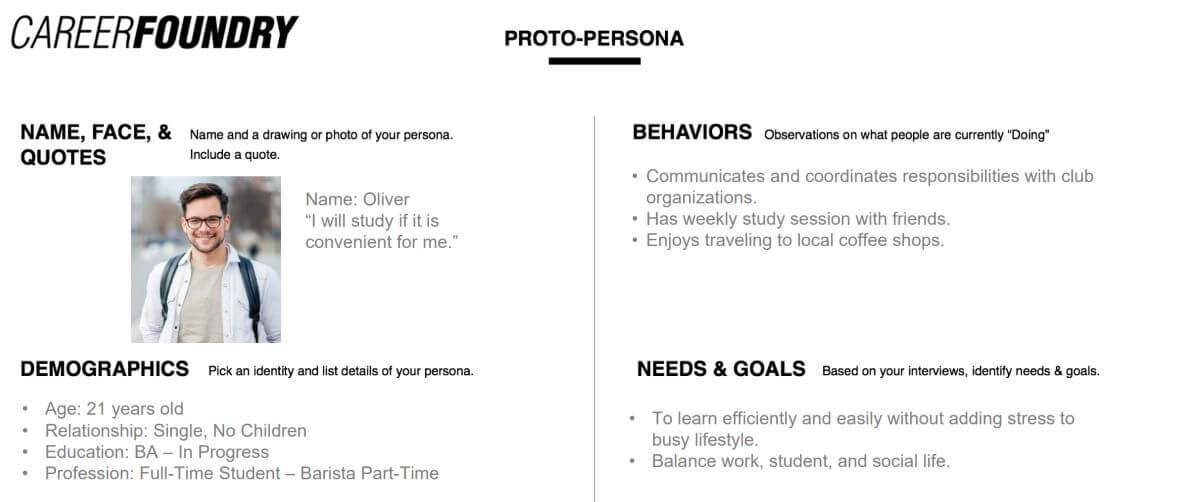 CAREERFOUNDRY
PROTO-PERSONA
NAME, FACE, &
QUOTES
Name and a drawing or photo of your persona.
Include a quote.
Name: Oliver
“I will study if it is
convenient for me.”
DEMOGRAPHICS Pick an identity and list details of your persona.
• Age: 21 years old
• Relationship: Single, No Children
• Education: BA – In Progress
• Profession: Full-Time Student – Barista Part-Time
BEHAVIORS Observations on what people are currently “Doing”
• Communicates and coordinates responsibilities with club
organizations.
• Has weekly study session with friends.
• Enjoys traveling to local coffee shops.
NEEDS & GOALS Based on your interviews, identify needs & goals.
• To learn efficiently and easily without adding stress to
busy lifestyle.
• Balance work, student, and social life.